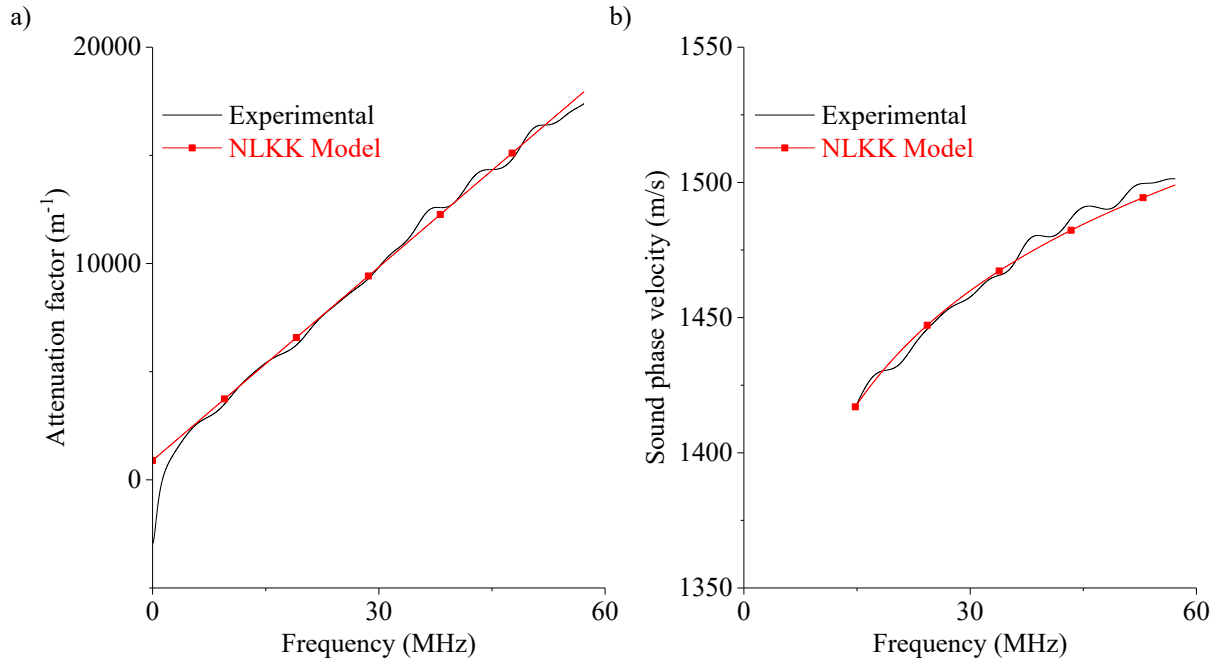 a)
20000
10000
0
Attenuation factor (m⁻¹)
Experimental
NLKK Model
0
30
60
Frequency (MHz)
b)
1550
1500
1450
1400
1350
Sound phase velocity (m/s)
Experimental
NLKK Model
0
30
60
Frequency (MHz)